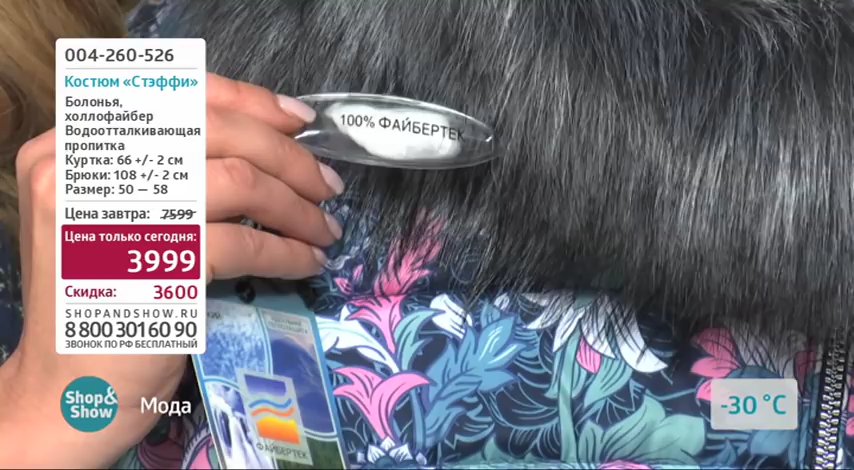 004-260-526
Костюм «Стэффи»
Болонья,
холлофайбер
Водоотталкивающая
пропитка
Куртка: 66 +/- 2 см
Брюки: 108 +/- 2 см
Размер: 50 — 58
Цена завтра: 7599
Цена только сегодня:
3999
Скидка: 3600
SHOPANDSHOW.RU
8 800 301 60 90
ЗВОНОК ПО РФ БЕСПЛАТНЫЙ
Shop&
Show
Мода
100% ФАЙБЕРТЕК
ФАЙБЕРТЕК
-30 °C